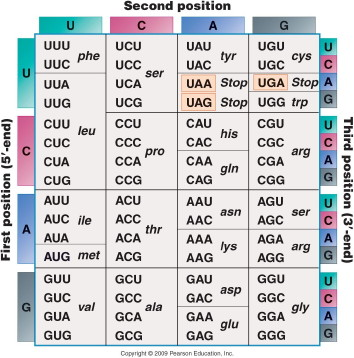 Second position
U C A G
First position (5′-end)
Third position (3′-end)
U
UUU UCU UAU UGU U
UUC phe UCC UAC tyr UGC cys C
UUA UCA ser UAA Stop UGA Stop A
UUG UCG UAG Stop UGG trp G
C
CUU leu CCU CAU CGU U
CUC CCC CAC his CGC C
CUA CCA pro CAA CGA arg A
CUG CCG CAG gln CGG G
A
AUU ACU AAU AGU U
AUC ile ACC AAC asn AGC ser C
AUA ACA thr AAA AGA A
AUG met ACG AAG lys AGG arg G
G
GUU GCU GAU GGU U
GUC GCC GAC asp GGC C
GUA val GCA ala GAA GGA gly A
GUG GCG GAG glu GGG G
Copyright © 2009 Pearson Education, Inc.